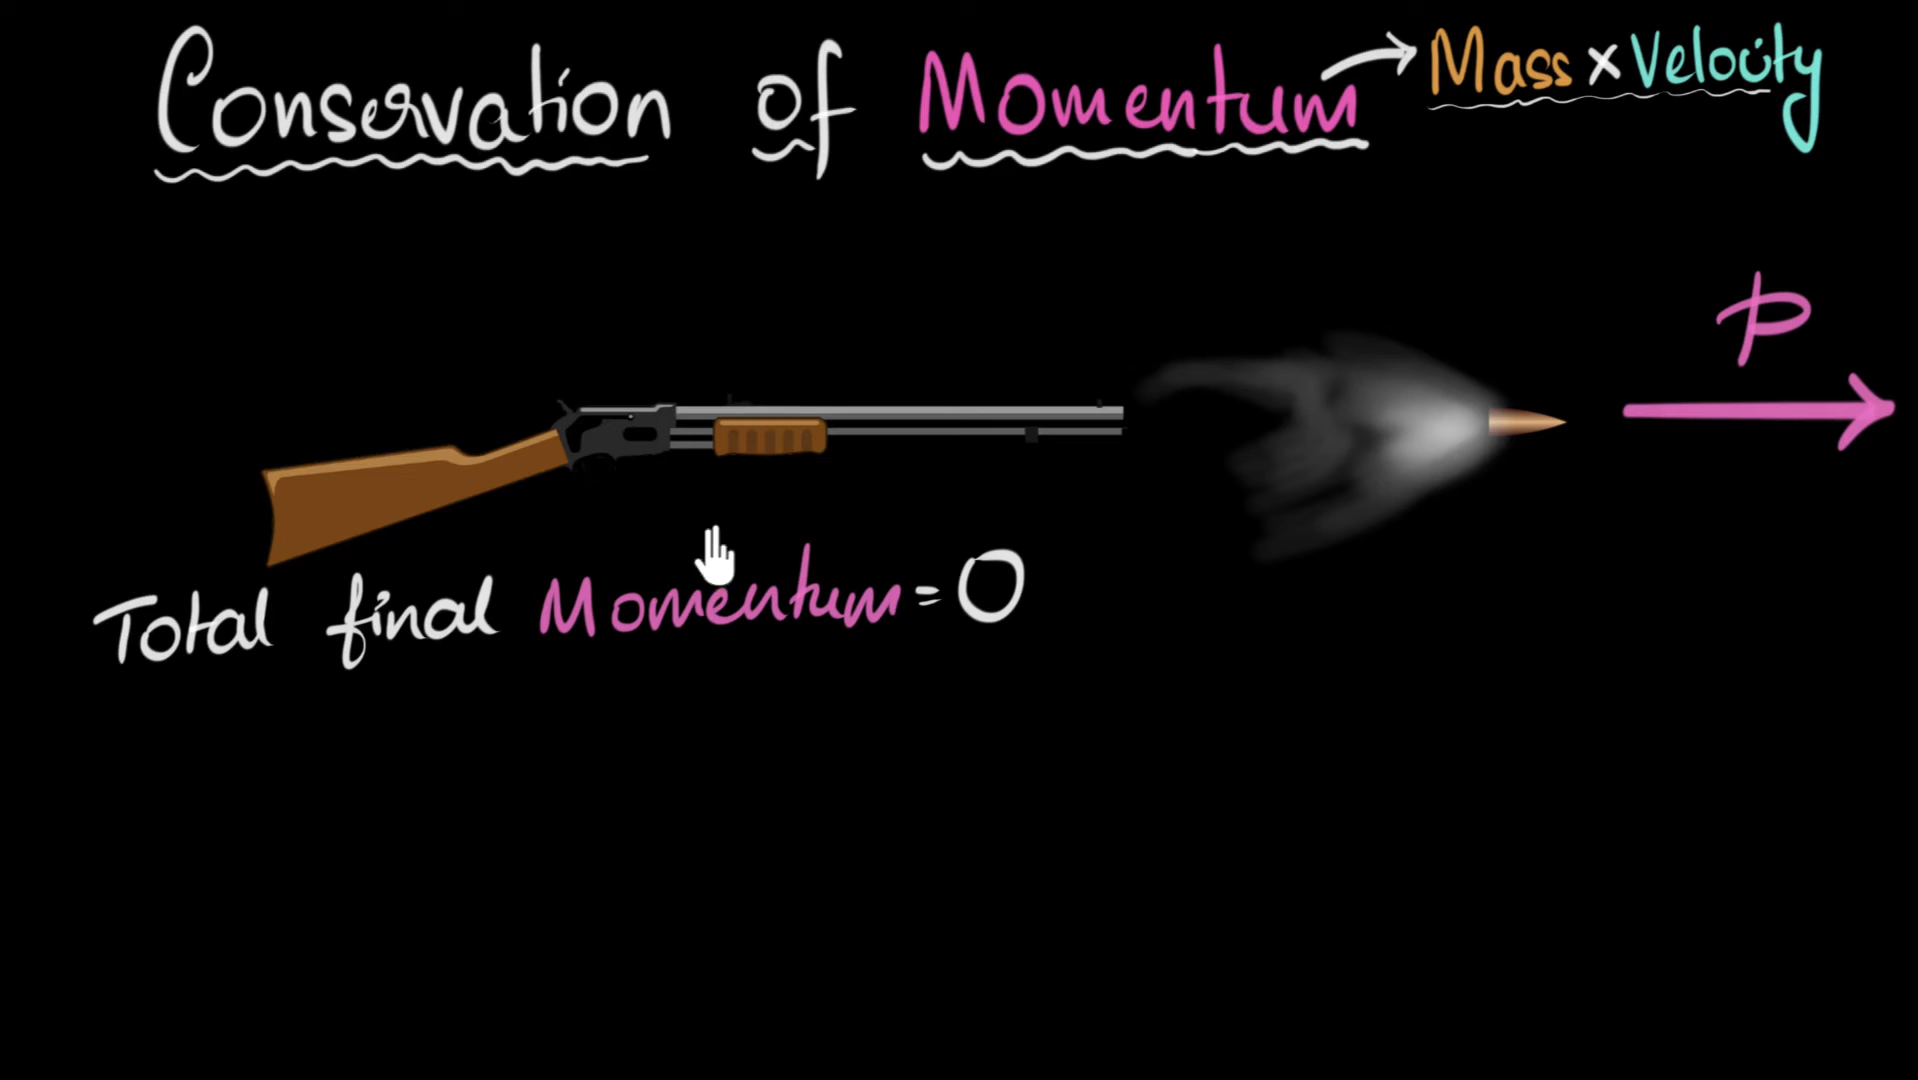 Conservation of Momentum → Mass x Velocity
p
Total final Momentum = 0